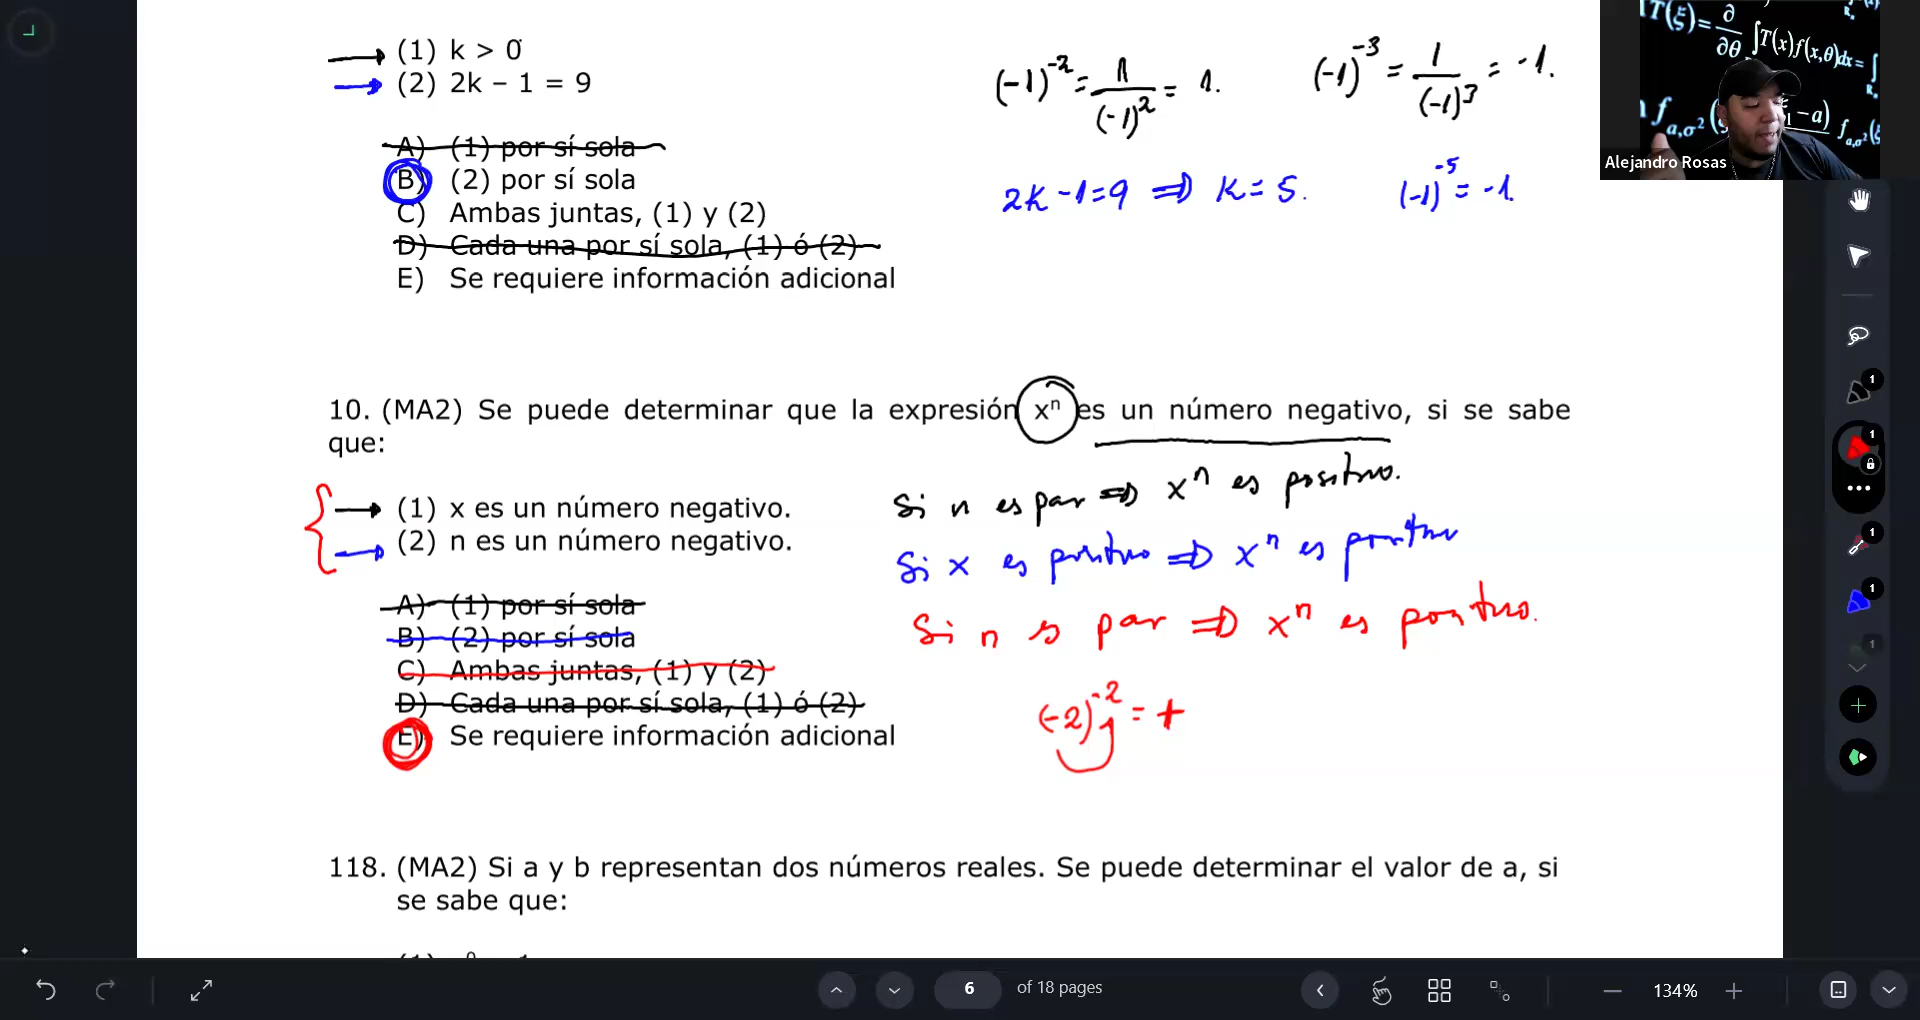 (1) k > 0
(2) 2k – 1 = 9
A) (1) por sí sola
B) (2) por sí sola
C) Ambas juntas, (1) y (2)
D) Cada una por sí sola, (1) ó (2)
E) Se requiere información adicional
(-1)^-2 = 1/(-1)^2 = 1.
(-1)^-3 = 1/(-1)^3 = -1.
2k -1=9 ⇒ k = 5.
(-1)^-5 = -1.
Alejandro Rosas
10. (MA2) Se puede determinar que la expresión xⁿ es un número negativo, si se sabe
que:
(1) x es un número negativo.
(2) n es un número negativo.
A) (1) por sí sola
B) (2) por sí sola
C) Ambas juntas, (1) y (2)
D) Cada una por sí sola, (1) ó (2)
E) Se requiere información adicional
Si n es par ⇒ xⁿ es positivo.
Si x es positivo ⇒ xⁿ es positivo
Si n es par ⇒ xⁿ es positivo.
(-2)^-2 = +
118. (MA2) Si a y b representan dos números reales. Se puede determinar el valor de a, si
se sabe que:
6 of 18 pages
134%